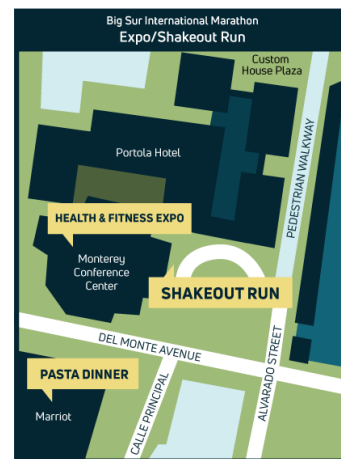 Big Sur International Marathon
Expo/Shakeout Run
Custom
House Plaza
Portola Hotel
PEDESTRIAN WALKWAY
HEALTH & FITNESS EXPO
Monterey
Conference
Center
SHAKEOUT RUN
DEL MONTE AVENUE
PASTA DINNER
Marriot
CALLE PRINCIPAL
ALVARADO STREET